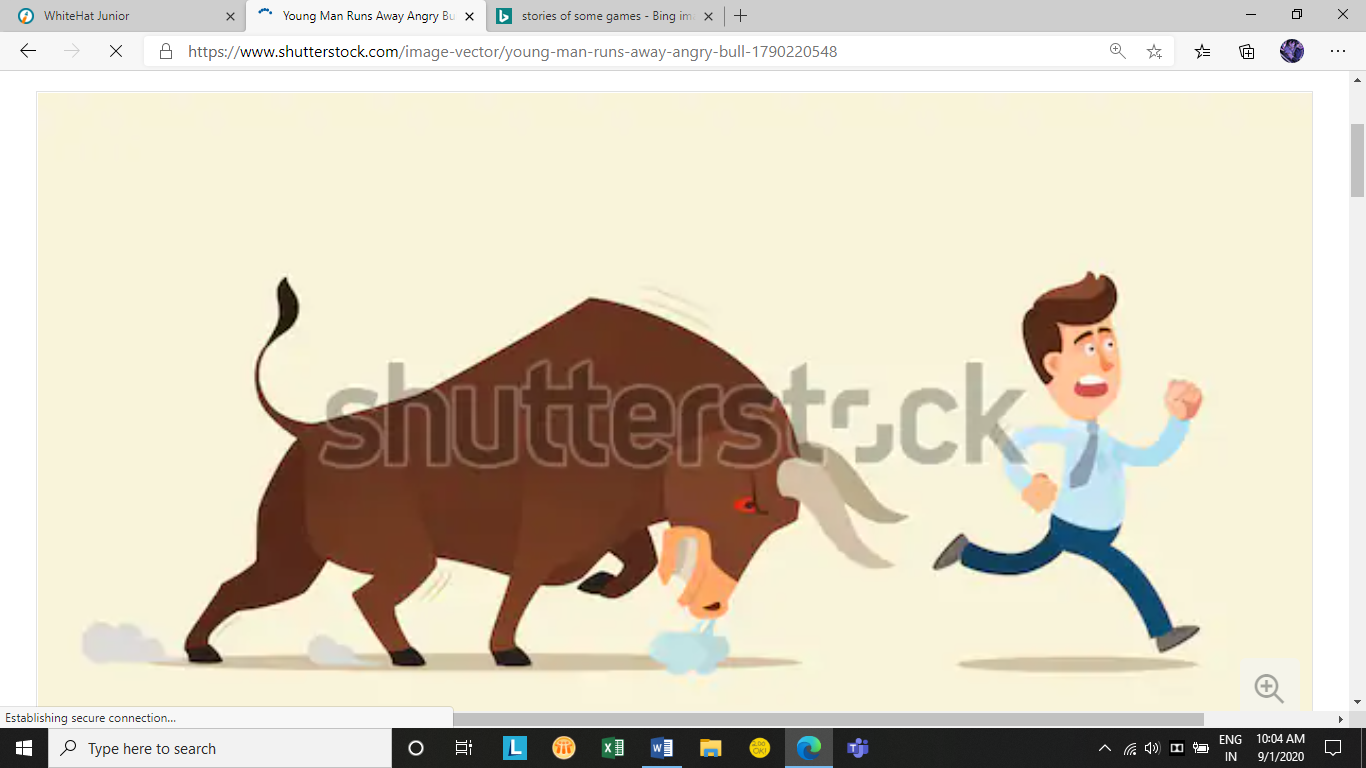 WhiteHat Junior
Young Man Runs Away Angry Bu
stories of some games - Bing im
https://www.shutterstock.com/image-vector/young-man-runs-away-angry-bull-1790220548
shutterstock
Establishing secure connection...
Type here to search
ENG
IN
10:04 AM
9/1/2020